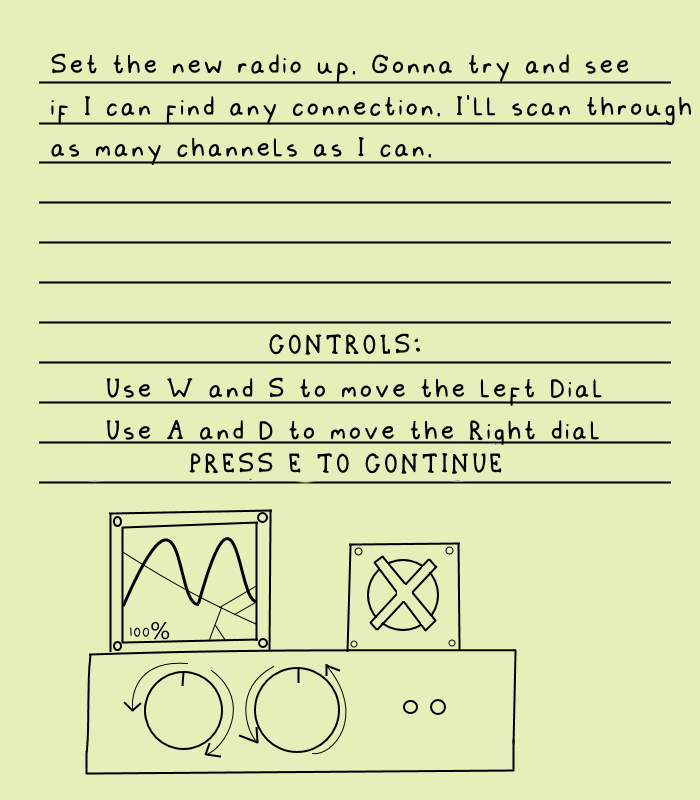 Set the new radio up. Gonna try and see
if I can find any connection. I'll scan through
as many channels as I can.
CONTROLS:
Use W and S to move the Left Dial
Use A and D to move the Right dial
PRESS E TO CONTINUE
100%